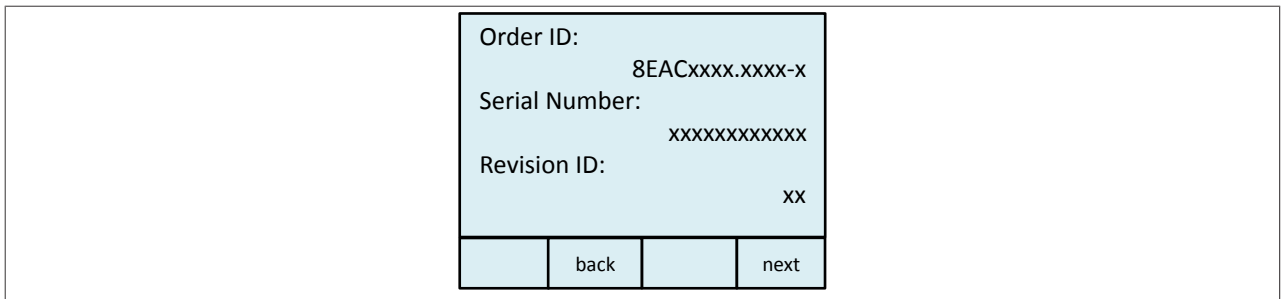 Order ID:
8EACxxxx.xxxx-x
Serial Number:
xxxxxxxxxxxx
Revision ID:
xx
back next